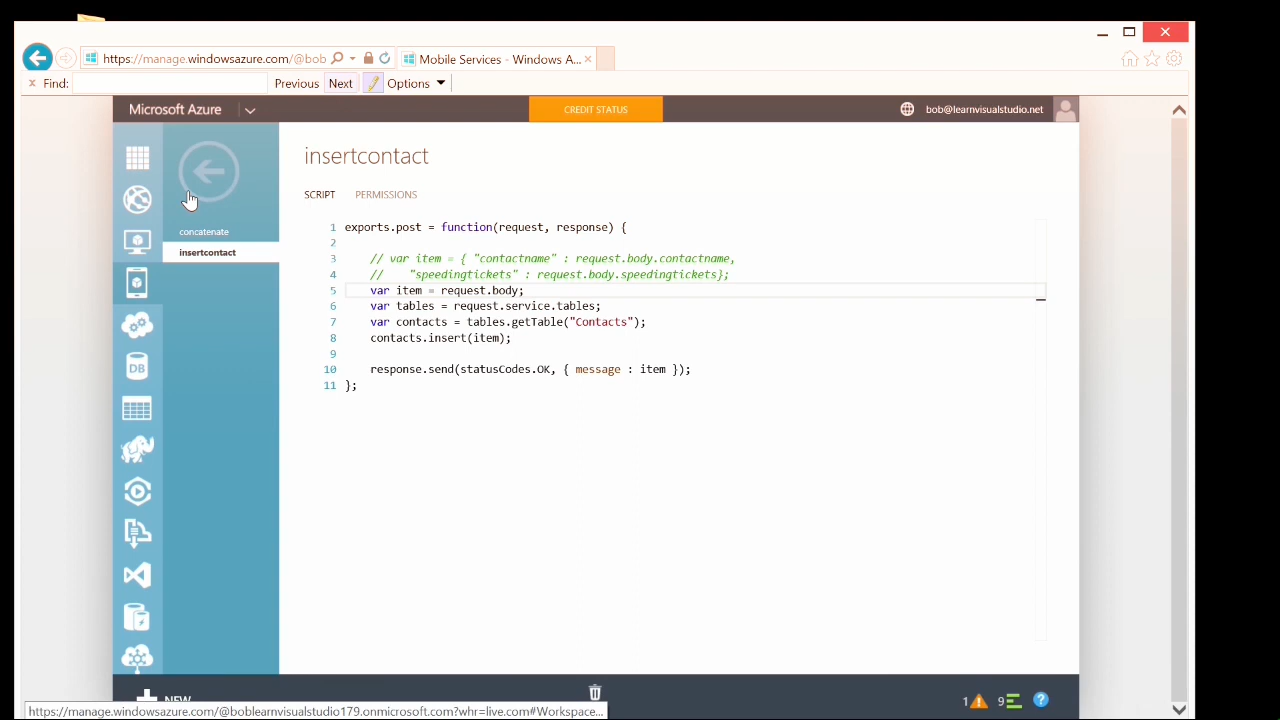 https://manage.windowsazure.com/@bob
Mobile Services - Windows A...
Find:
Previous
Next
Options
Microsoft Azure
CREDIT STATUS
bob@learnvisualstudio.net
insertcontact
SCRIPT
PERMISSIONS
concatenate
insertcontact
1 exports.post = function(request, response) {
2
3 // var item = { "contactname" : request.body.contactname,
4 // "speedingtickets" : request.body.speedingtickets};
5 var item = request.body;
6 var tables = request.service.tables;
7 var contacts = tables.getTable("Contacts");
8 contacts.insert(item);
9
10 response.send(statusCodes.OK, { message : item });
11 };
DB
NEW
1
9
?
https://manage.windowsazure.com/@boblearnvisualstudio179.onmicrosoft.com?whr=live.com#Workspace...